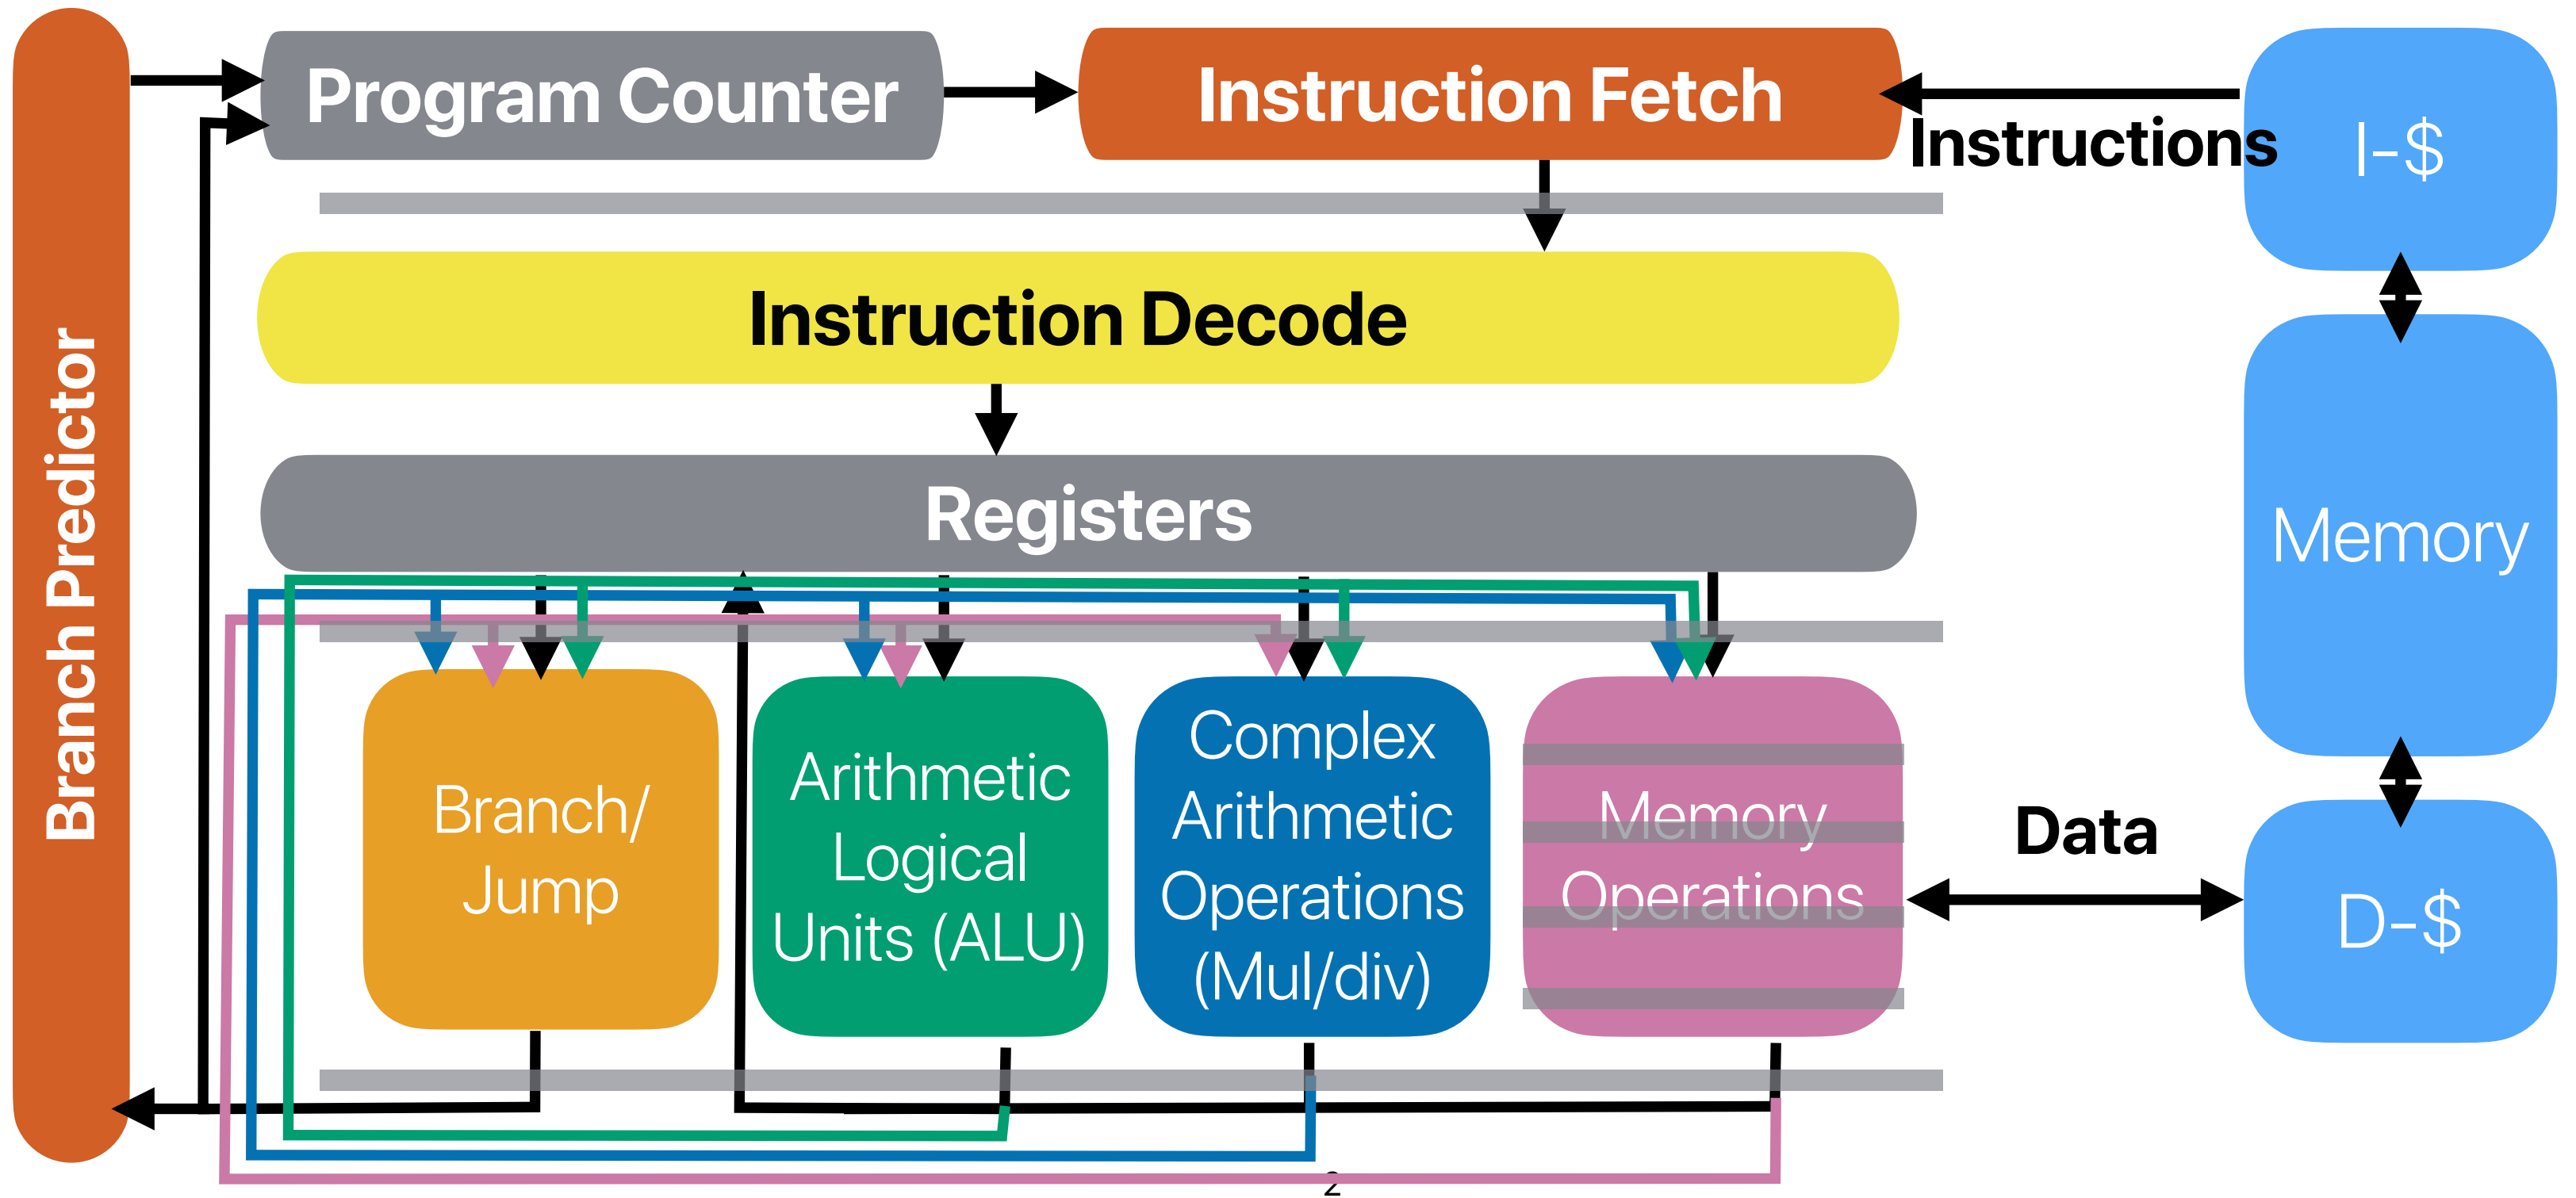 Branch Predictor
Program Counter
Instruction Fetch
Instructions
I-$
Instruction Decode
Registers
Memory
Branch/
Jump
Arithmetic
Logical
Units (ALU)
Complex
Arithmetic
Operations
(Mul/div)
Memory
Operations
Data
D-$
2